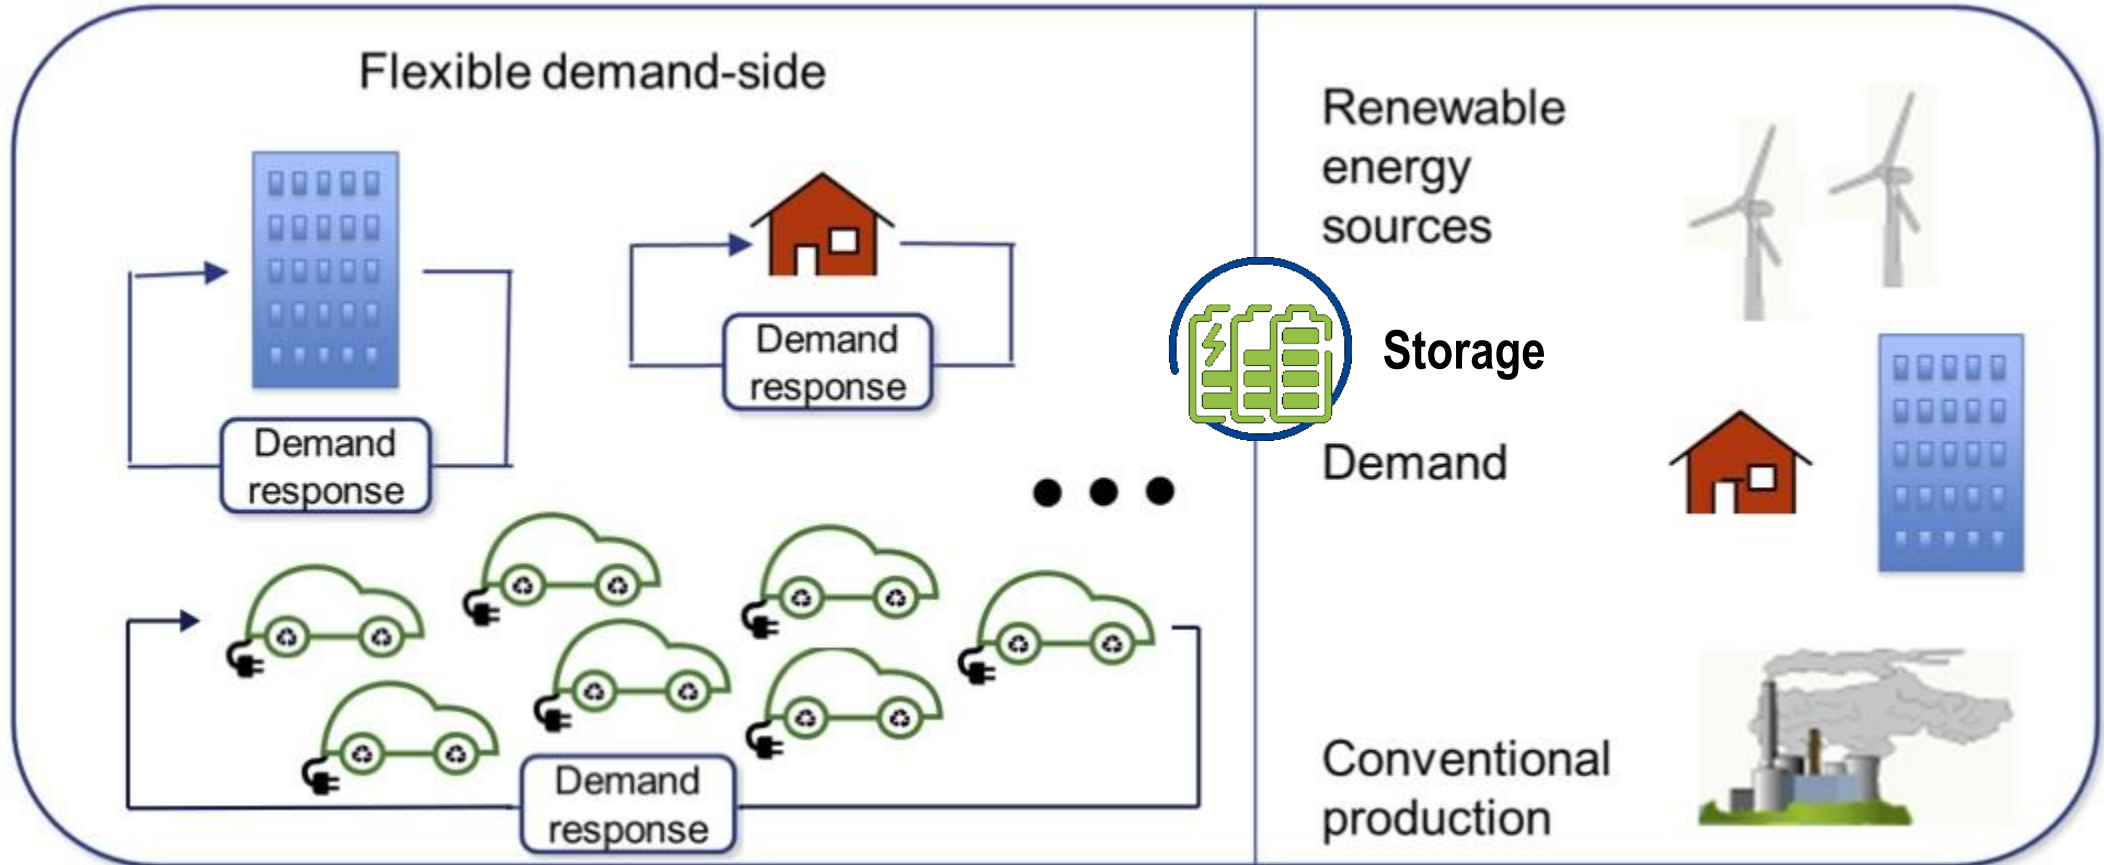 Flexible demand-side
Demand
response
Demand
response
Demand
response
Renewable
energy
sources
Storage
Demand
Conventional
production